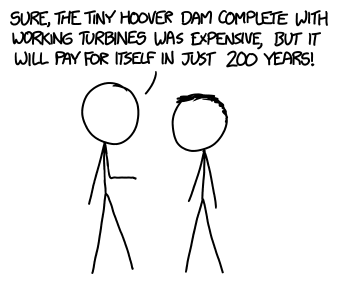 SURE, THE TINY HOOVER DAM COMPLETE WITH
WORKING TURBINES WAS EXPENSIVE, BUT IT
WILL PAY FOR ITSELF IN JUST 200 YEARS!